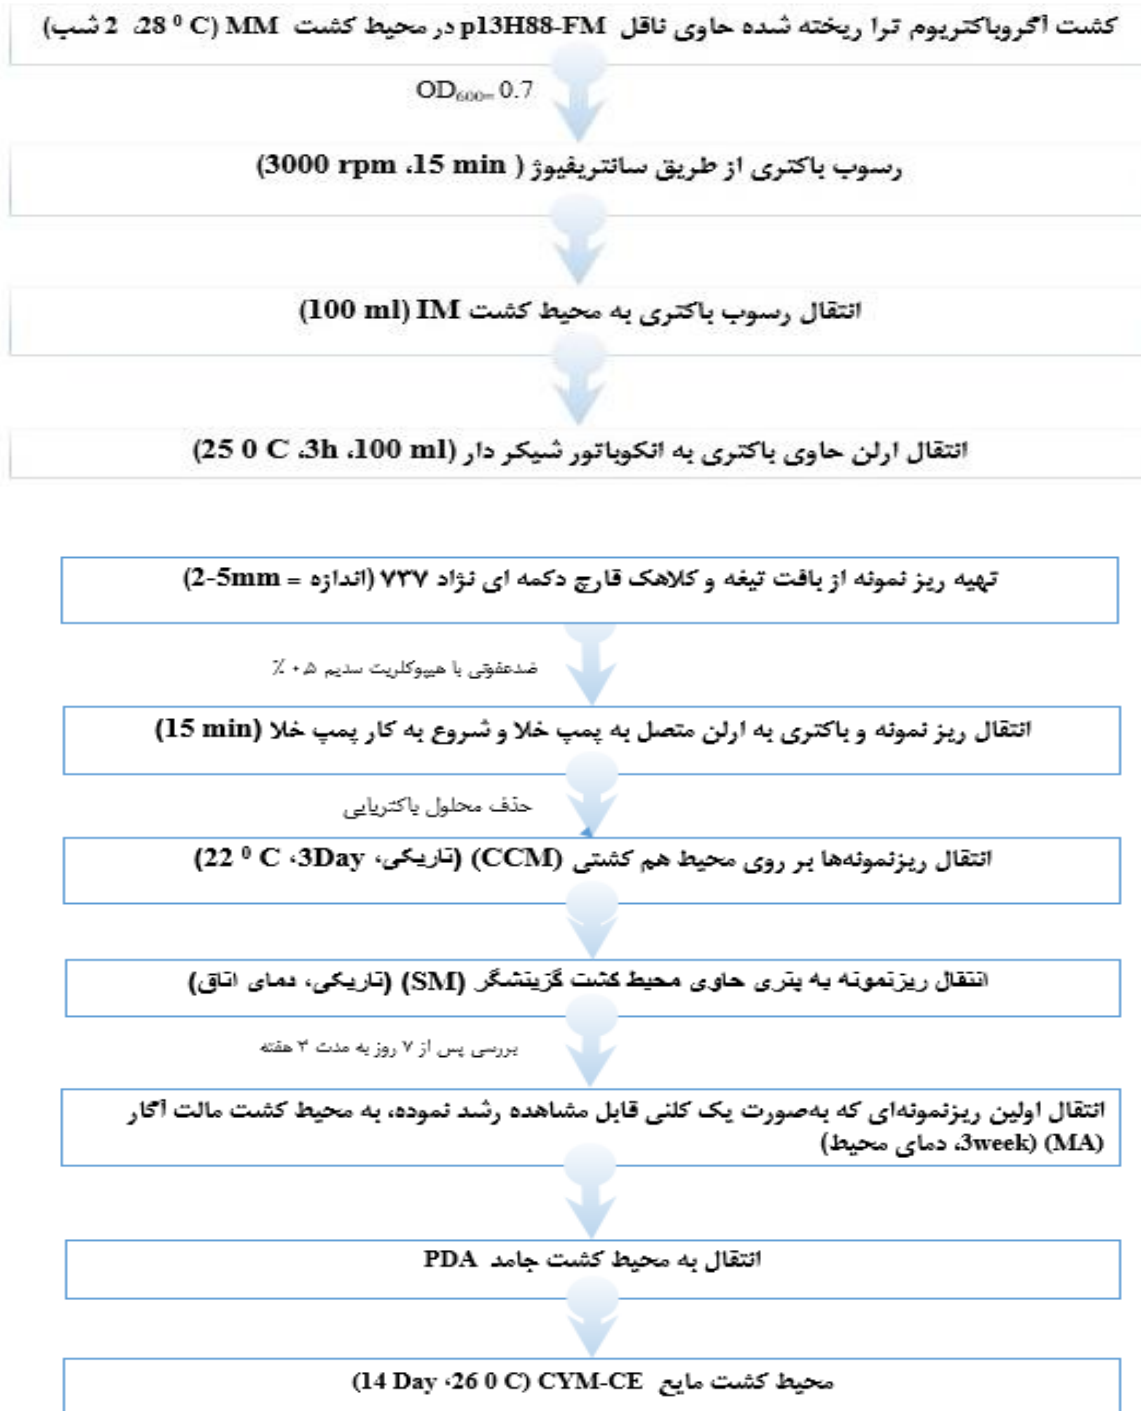 کشت آگروباکتریوم ترا ریخته شده حاوی ناقل p13H88-FM در محیط کشت MM (28 ⁰ C، 2 شب)
OD₆₀₀₌ 0.7
رسوب باکتری از طریق سانتریفیوژ ( 3000 rpm ،15 min)
انتقال رسوب باکتری به محیط کشت IM (100 ml)
انتقال ارلن حاوی باکتری به انکوباتور شیکر دار (25 0 C ،3h ،100 ml)
تهیه ریز نمونه از بافت تیغه و کلاهک قارچ دکمه ای نژاد ۷۳۷ (اندازه = 2-5mm)
ضدعفونی با هیپوکلریت سدیم ۰.۵ ٪
انتقال ریز نمونه و باکتری به ارلن متصل به پمپ خلا و شروع به کار پمپ خلا (15 min)
حذف محلول باکتریایی
انتقال ریزنمونه‌ها بر روی محیط هم کشتی (CCM) (تاریکی، 3Day، 22 ⁰ C)
انتقال ریزنمونه به پتری حاوی محیط کشت گزینشگر (SM) (تاریکی، دمای اتاق)
بررسی پس از ۷ روز به مدت ۳ هفته
انتقال اولین ریزنمونه‌ای که به‌صورت یک کلنی قابل مشاهده رشد نموده، به محیط کشت مالت آگار
(MA) (3week، دمای محیط)
انتقال به محیط کشت جامد PDA
محیط کشت مایع CYM-CE (26 0 C، 14 Day)